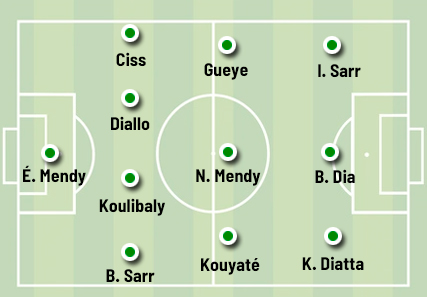 Ciss
Gueye
I. Sarr
Diallo
É. Mendy
N. Mendy
B. Dia
Koulibaly
B. Sarr
Kouyaté
K. Diatta